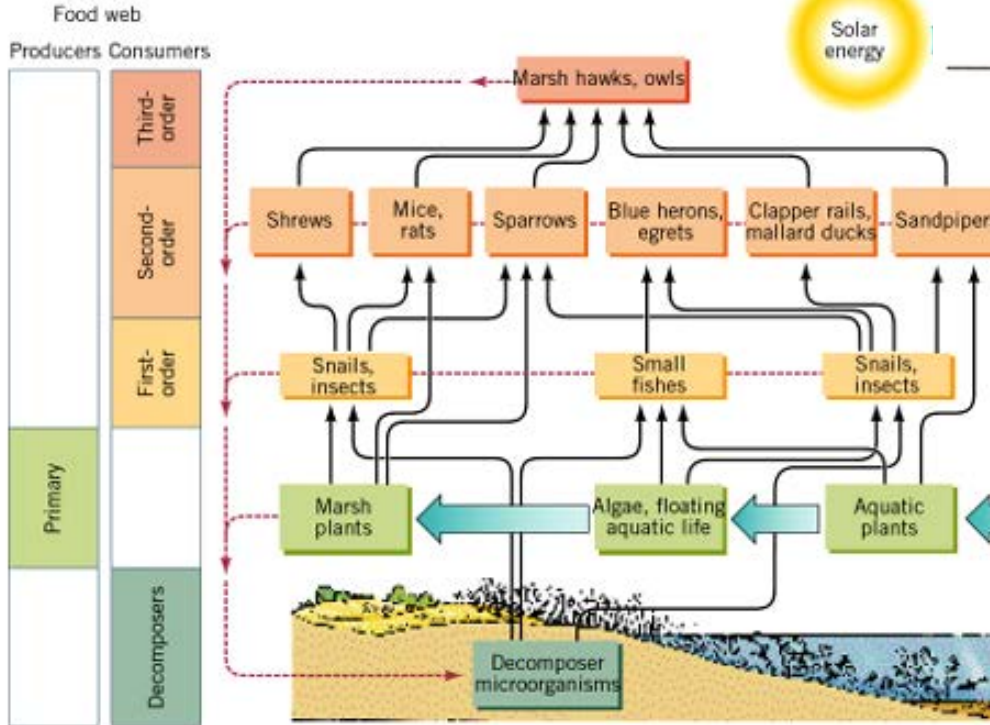 Food web
Producers Consumers
Solar
energy
Third-
order
Marsh hawks, owls
Second-
order
Shrews
Mice,
rats
Sparrows
Blue herons,
egrets
Clapper rails,
mallard ducks
Sandpiper
First-
order
Snails,
insects
Small
fishes
Snails,
insects
Primary
Marsh
plants
Algae, floating
aquatic life
Aquatic
plants
Decomposers
Decomposer
microorganisms